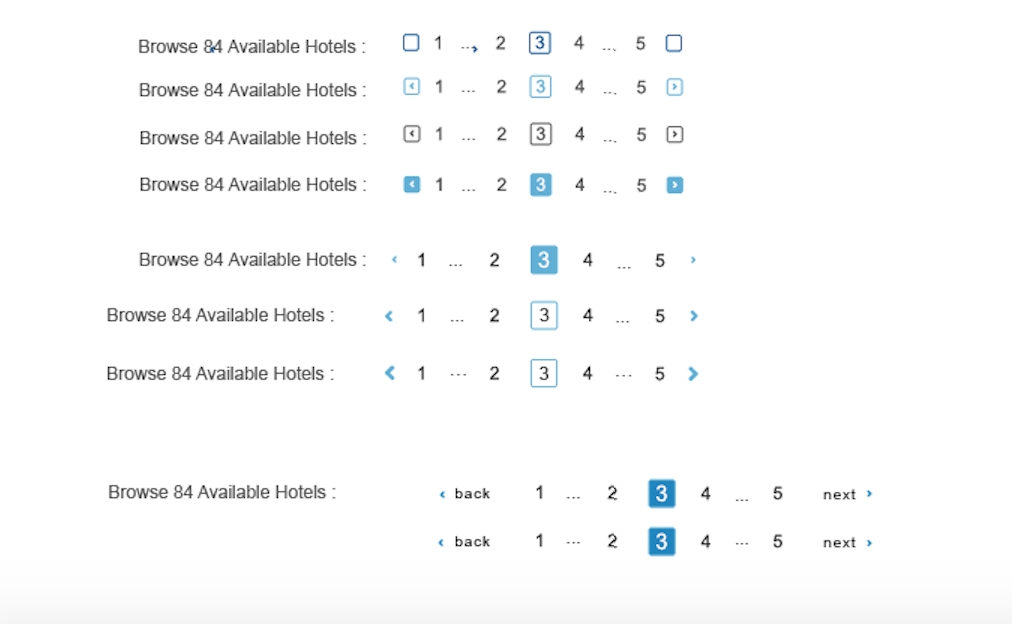 Browse 84 Available Hotels : 1 ... 2 3 4 ... 5
Browse 84 Available Hotels : ‹ 1 ... 2 3 4 ... 5 ›
Browse 84 Available Hotels : ‹ 1 ... 2 3 4 ... 5 ›
Browse 84 Available Hotels : ‹ 1 ... 2 3 4 ... 5 ›
Browse 84 Available Hotels : ‹ 1 ... 2 3 4 ... 5 ›
Browse 84 Available Hotels : ‹ 1 ... 2 3 4 ... 5 ›
Browse 84 Available Hotels : ‹ 1 ... 2 3 4 ... 5 ›
Browse 84 Available Hotels : ‹ back 1 ... 2 3 4 ... 5 next ›
‹ back 1 ... 2 3 4 ... 5 next ›